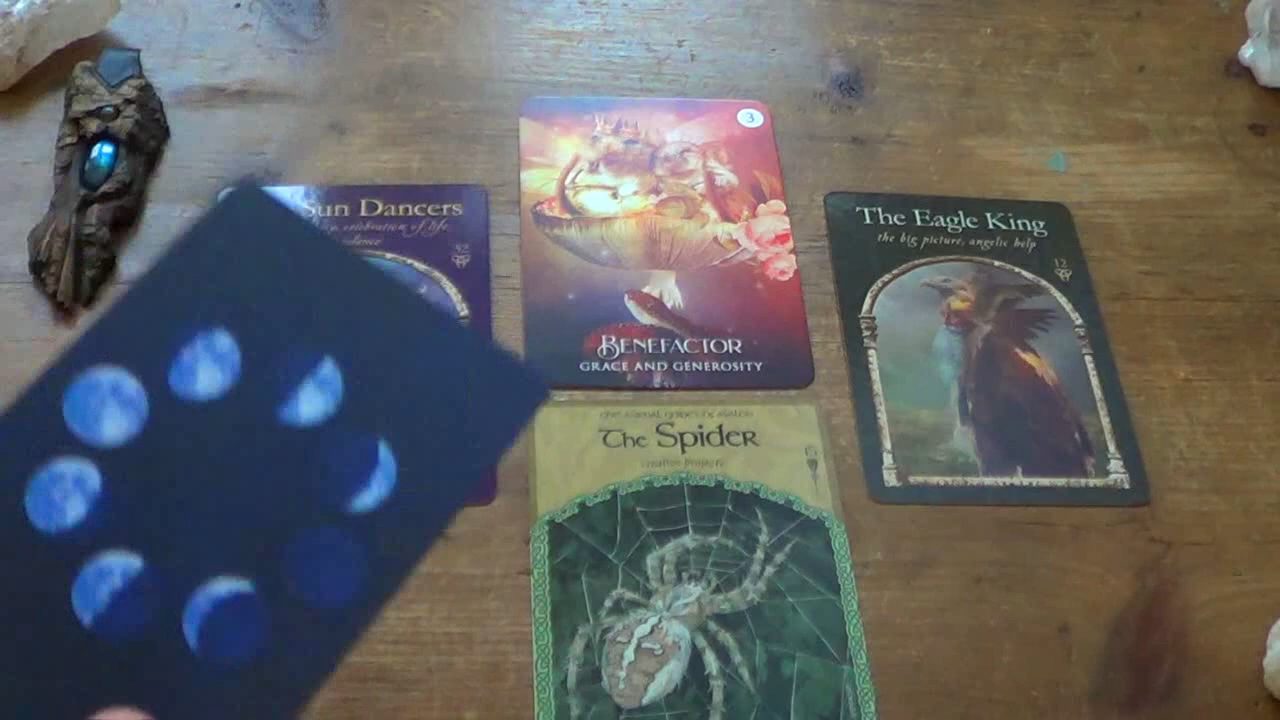 Sun Dancers
celebration of life
52
3
BENEFACTOR
GRACE AND GENEROSITY
The Eagle King
the big picture, angelic help
12
The Spider
creative projects